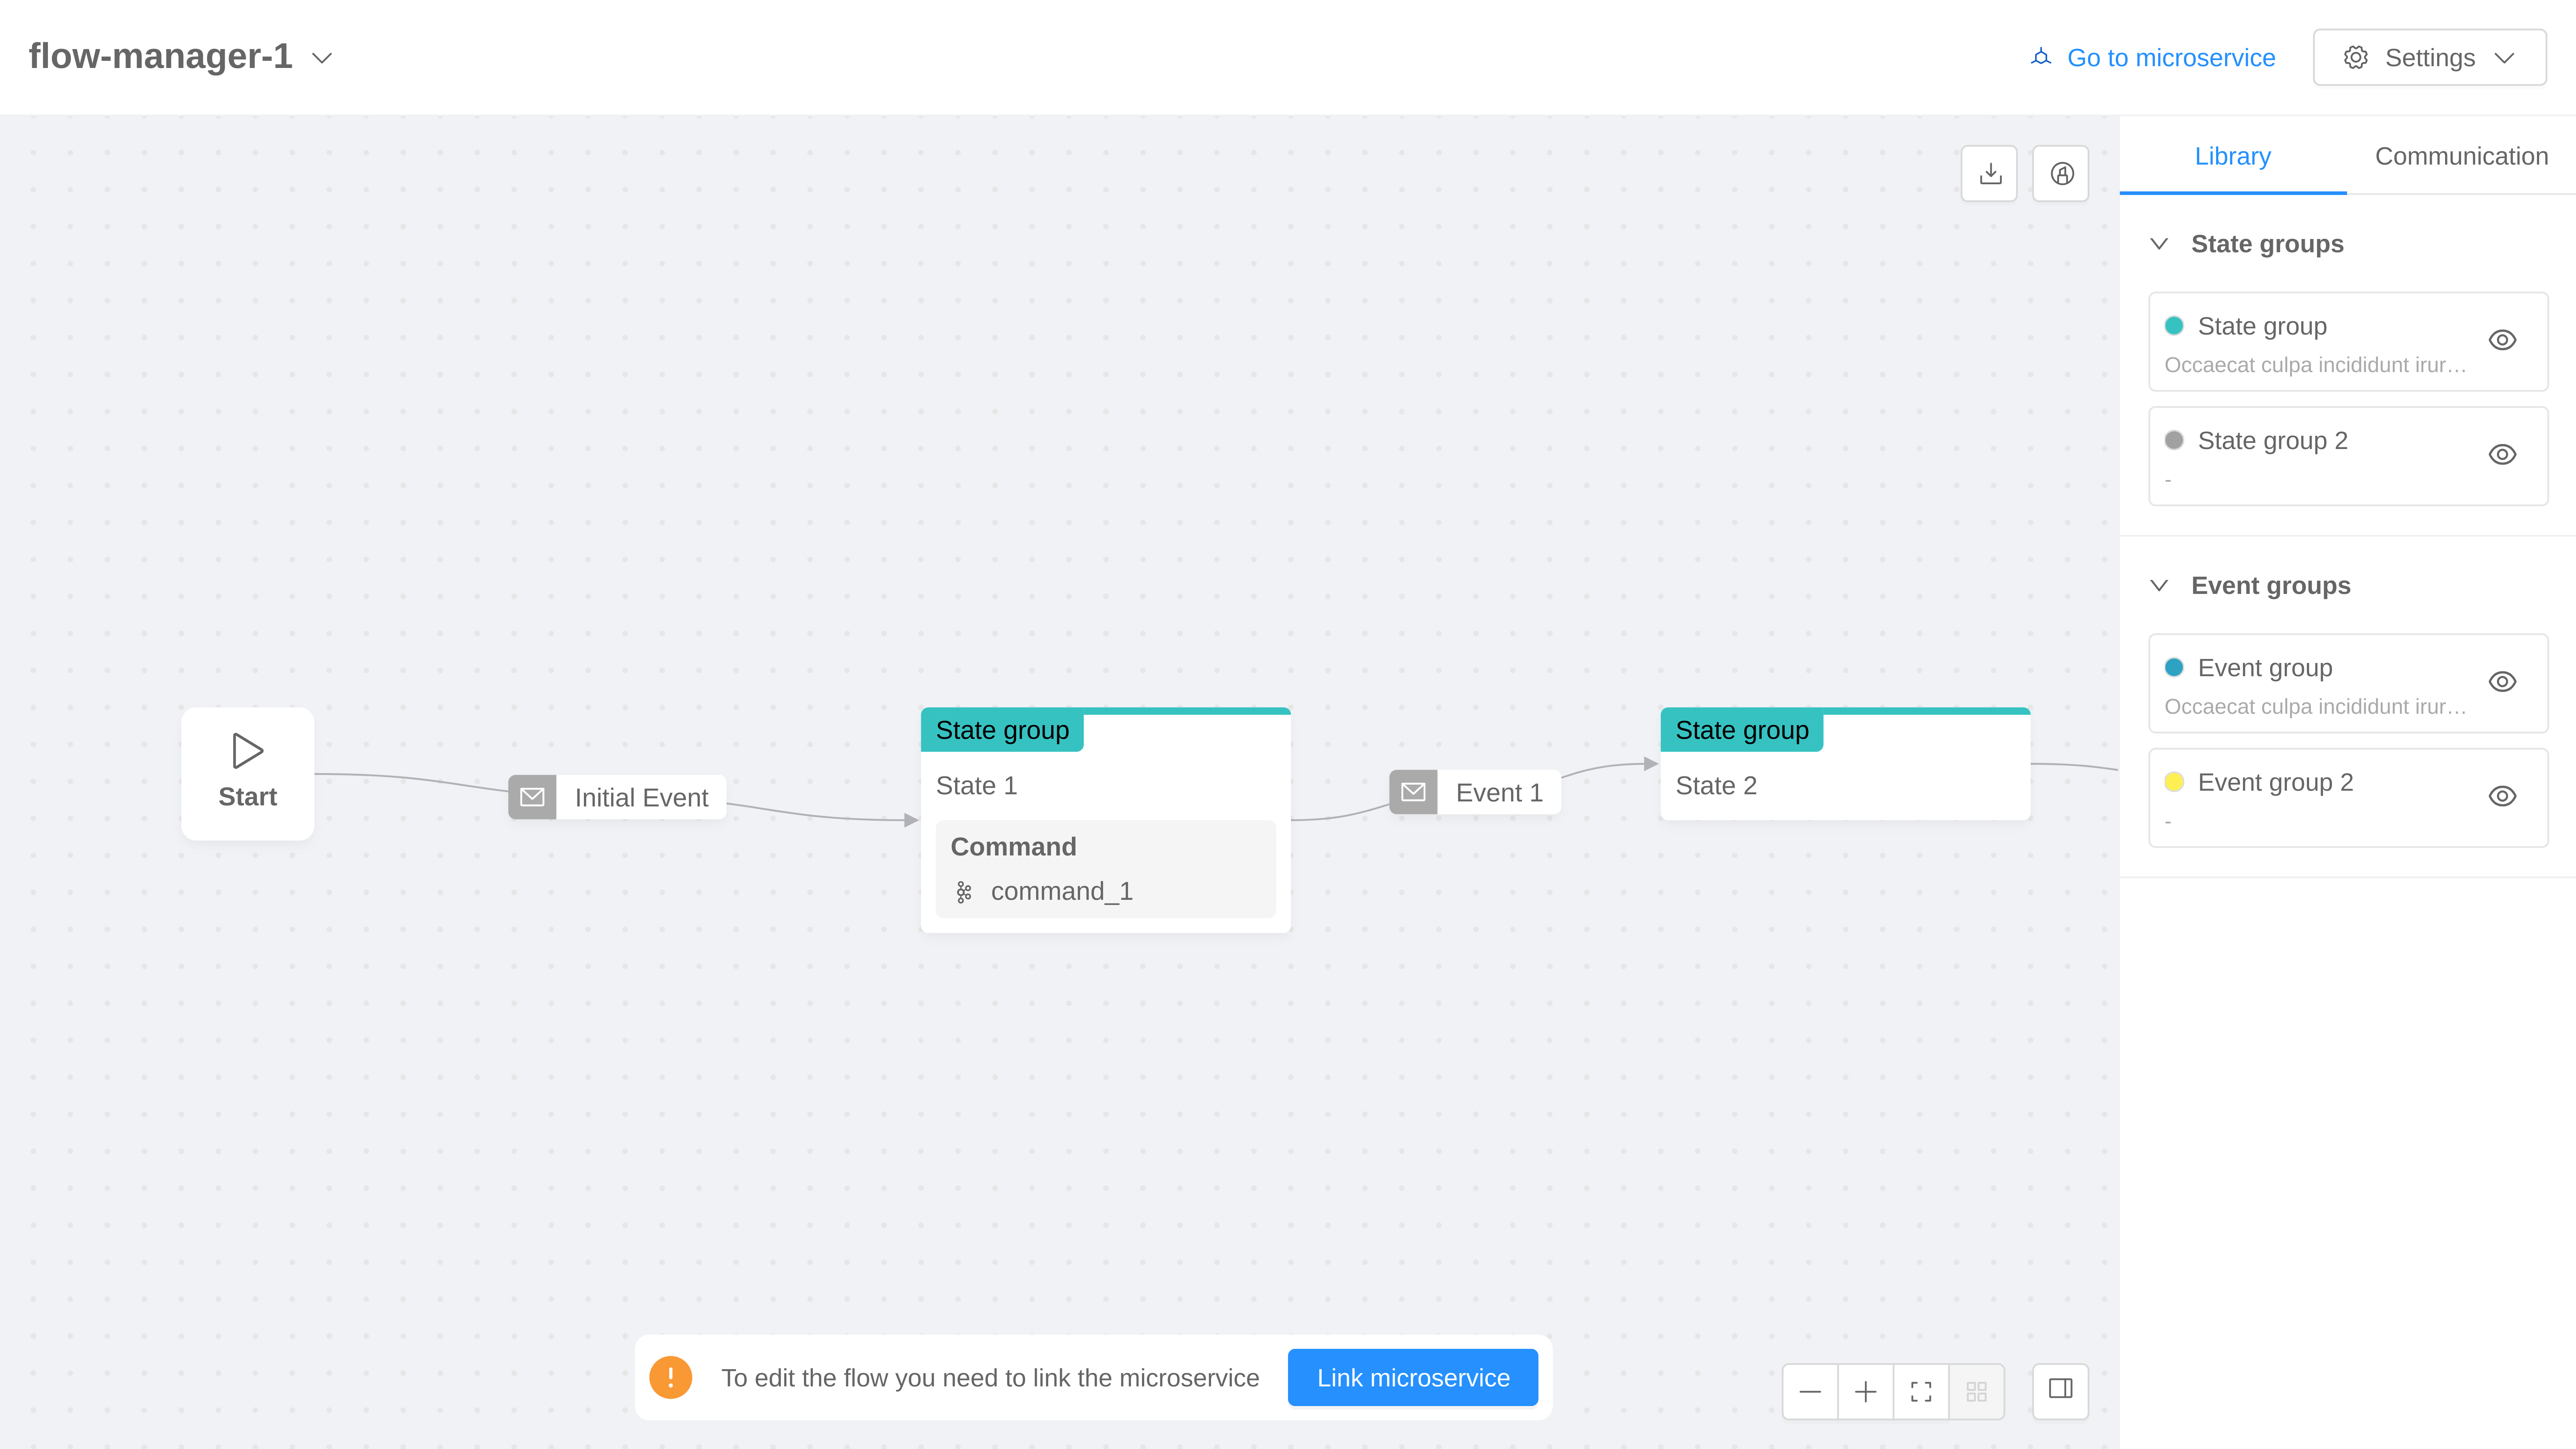 flow-manager-1
Go to microservice
Settings
Library
Communication
State groups
State group
Occaecat culpa incididunt irur…
State group 2
-
Event groups
Event group
Occaecat culpa incididunt irur…
Event group 2
-
Start
Initial Event
State group
State 1
Command
command_1
Event 1
State group
State 2
To edit the flow you need to link the microservice
Link microservice